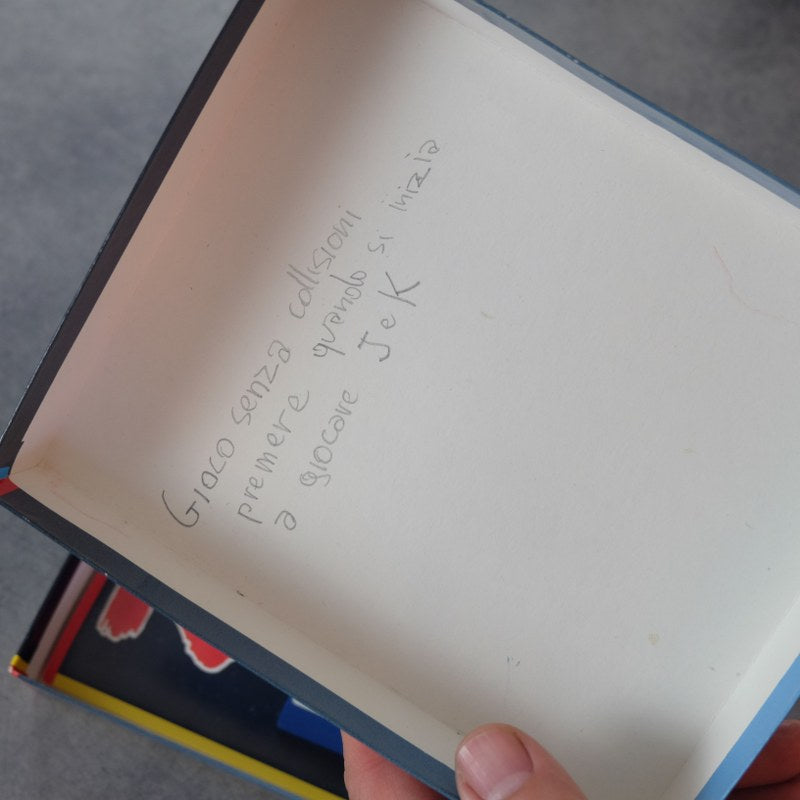 Gioco senza collisioni
premere quando si inizia
a giocare J e K